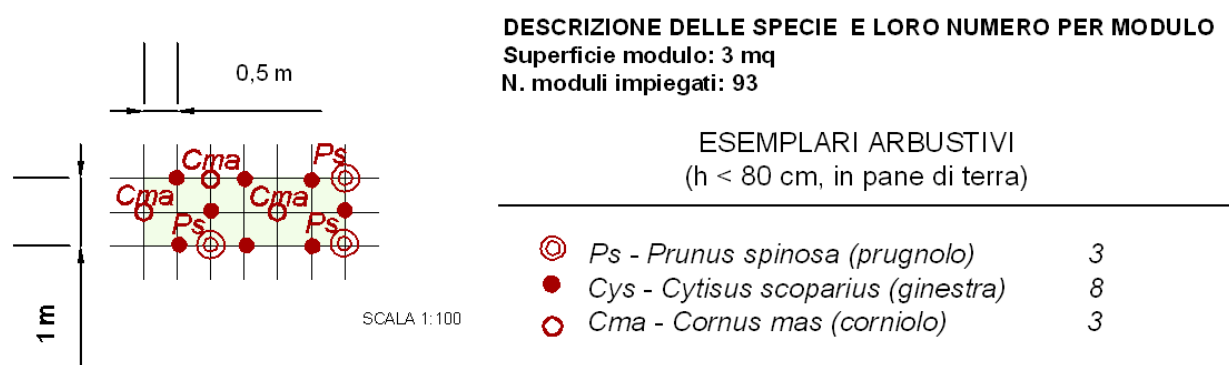 DESCRIZIONE DELLE SPECIE E LORO NUMERO PER MODULO
Superficie modulo: 3 mq
N. moduli impiegati: 93
0,5 m
ESEMPLARI ARBUSTIVI
(h < 80 cm, in pane di terra)
Ps
Cma
Cma
Cma
Ps
Ps
1 m
SCALA 1:100
Ps - Prunus spinosa (prugnolo) 3
Cys - Cytisus scoparius (ginestra) 8
Cma - Cornus mas (corniolo) 3